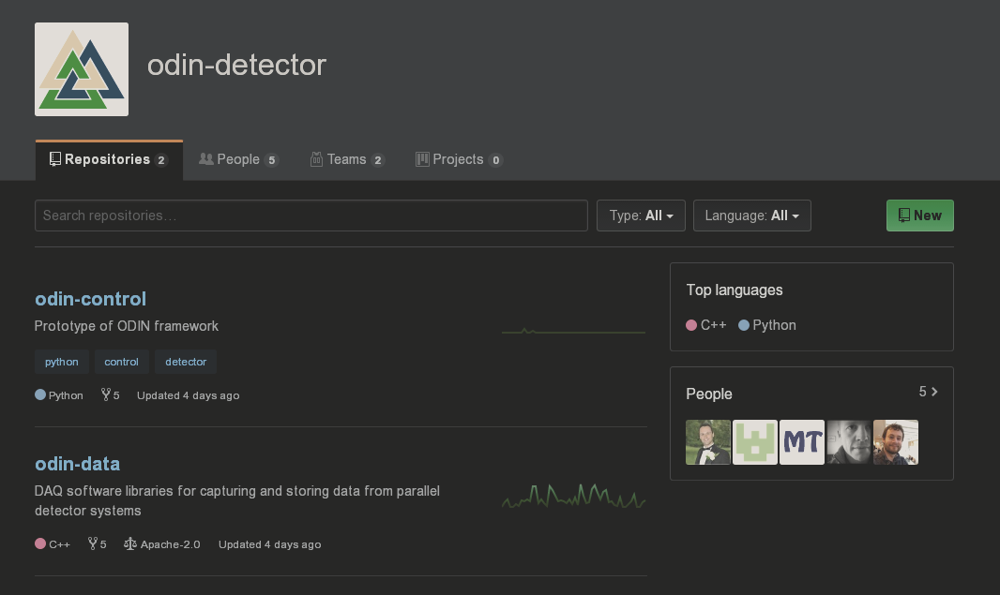 odin-detector
Repositories 2
People 5
Teams 2
Projects 0
Search repositories…
Type: All
Language: All
New
odin-control
Prototype of ODIN framework
python control detector
Python 5 Updated 4 days ago
odin-data
DAQ software libraries for capturing and storing data from parallel
detector systems
C++ 5 Apache-2.0 Updated 4 days ago
Top languages
C++ Python
People 5
MT